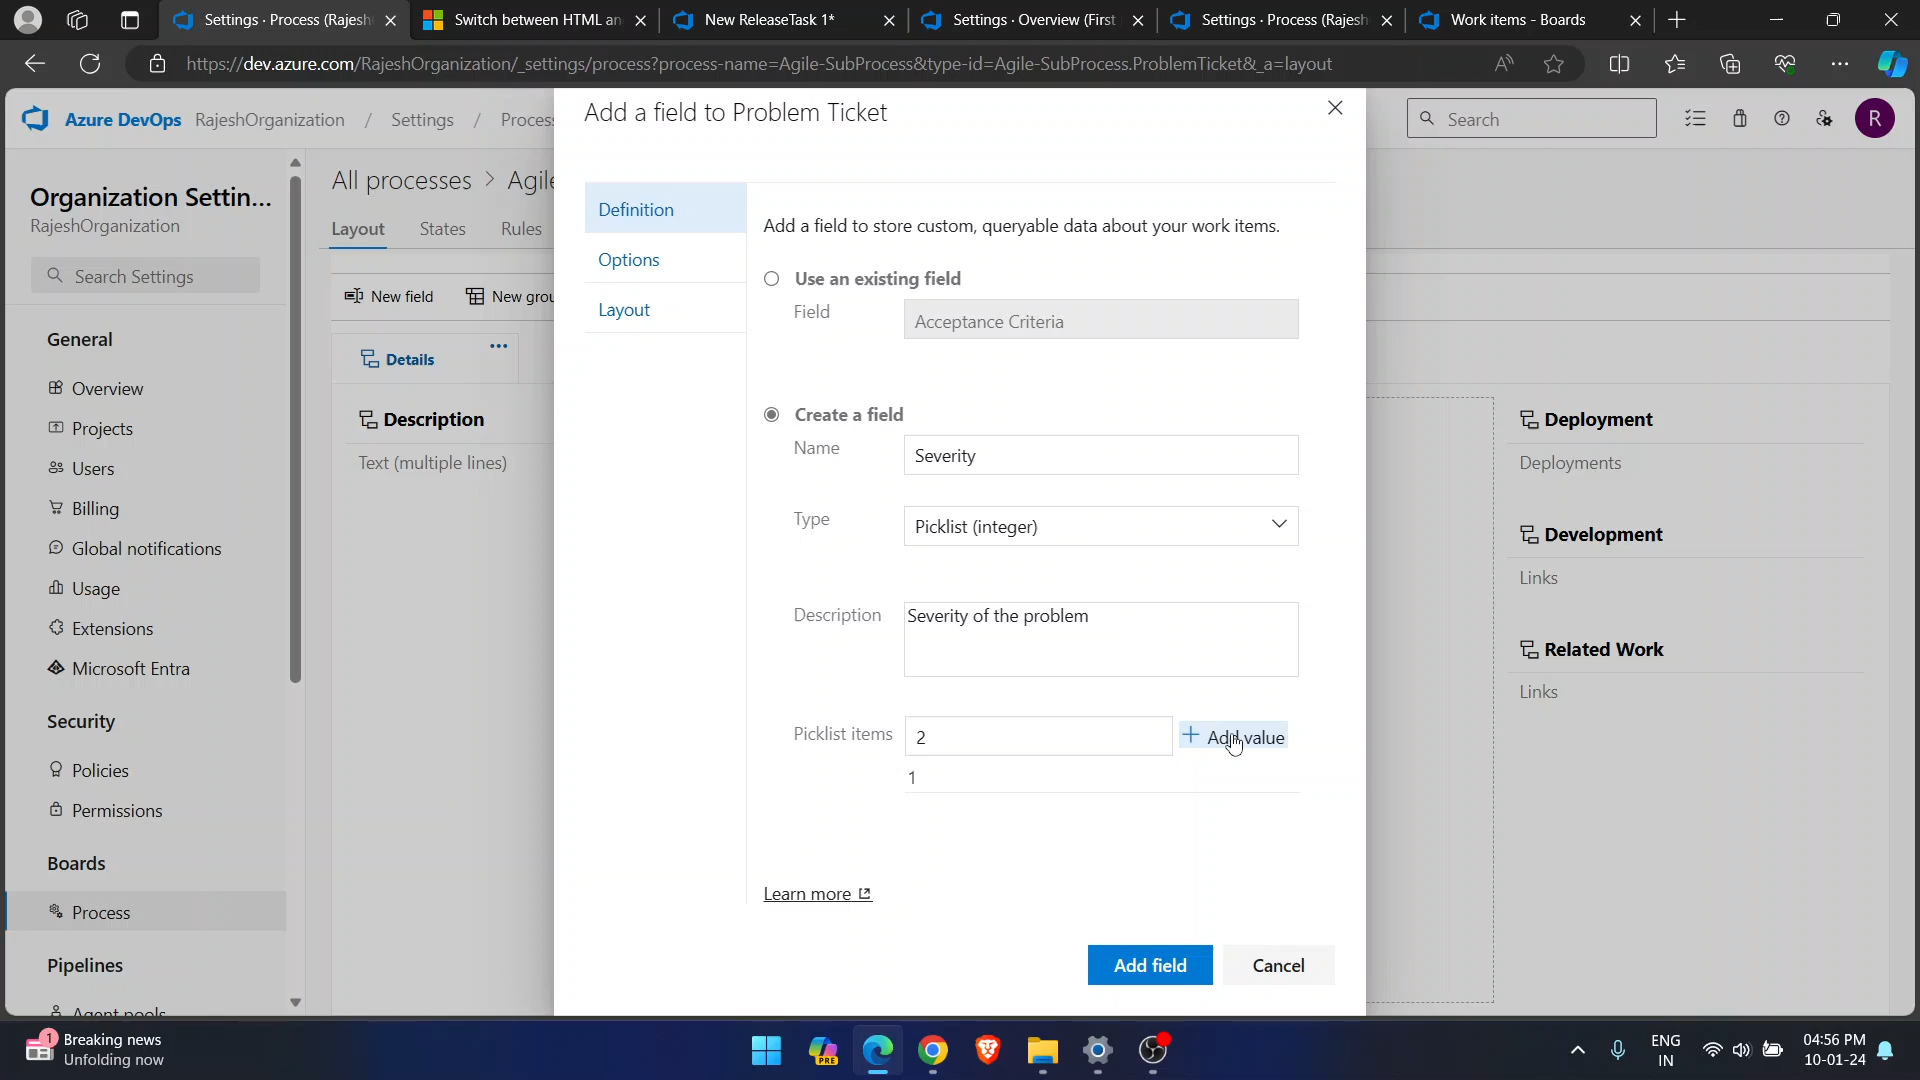 Settings · Process (Rajesh
Switch between HTML an
New ReleaseTask 1*
Settings · Overview (First
Settings · Process (Rajesh
Work items - Boards
https://dev.azure.com/RajeshOrganization/_settings/process?process-name=Agile-SubProcess&type-id=Agile-SubProcess.ProblemTicket&_a=layout
Azure DevOps RajeshOrganization / Settings / Process
Search
R
Organization Settin...
RajeshOrganization
Search Settings
General
Overview
Projects
Users
Billing
Global notifications
Usage
Extensions
Microsoft Entra
Security
Policies
Permissions
Boards
Process
Pipelines
Agent pools
All processes > Agile
Layout States Rules
New field New grou
Details
Description
Text (multiple lines)
Add a field to Problem Ticket
Definition
Options
Layout
Add a field to store custom, queryable data about your work items.
Use an existing field
Field Acceptance Criteria
Create a field
Name Severity
Type Picklist (integer)
Description Severity of the problem
Picklist items 2 Add value
1
Learn more
Add field Cancel
Deployment
Deployments
Development
Links
Related Work
Links
1
Breaking news
Unfolding now
PRE
ENG
IN
04:56 PM
10-01-24